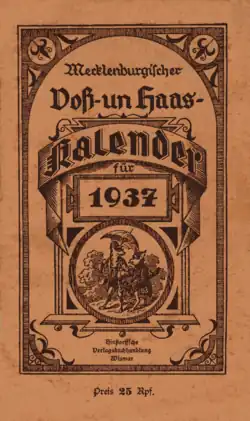 Mecklenburgischer
Voß-un Haas-
Kalender
für
1937
Hinstorffsche
Verlagsbuchhandlung
Wismar
Preis 25 Rpf.